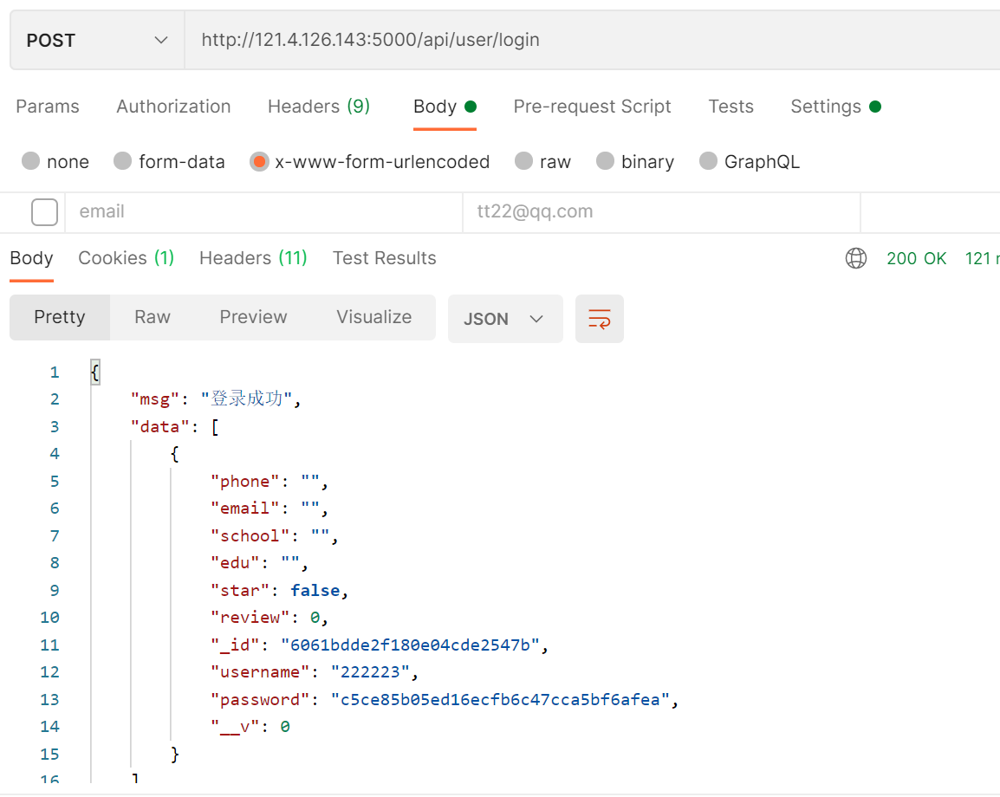 POST http://121.4.126.143:5000/api/user/login
Params Authorization Headers (9) Body Pre-request Script Tests Settings
none form-data x-www-form-urlencoded raw binary GraphQL
email tt22@qq.com
Body Cookies (1) Headers (11) Test Results 200 OK 121
Pretty Raw Preview Visualize JSON
1 {
2 "msg": "登录成功",
3 "data": [
4 {
5 "phone": "",
6 "email": "",
7 "school": "",
8 "edu": "",
9 "star": false,
10 "review": 0,
11 "_id": "6061bdde2f180e04cde2547b",
12 "username": "222223",
13 "password": "c5ce85b05ed16ecfb6c47cca5bf6afea",
14 "__v": 0
15 }
16 ]